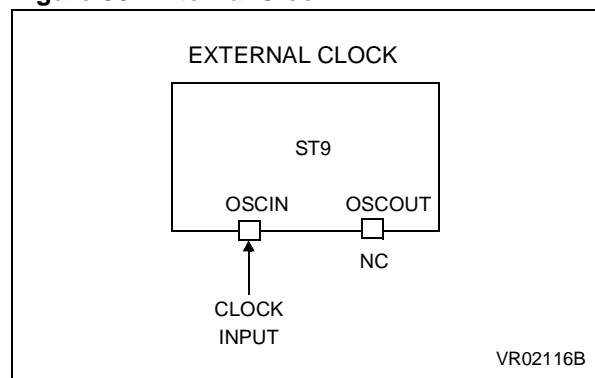 EXTERNAL CLOCK
ST9
OSCIN OSCOUT
NC
CLOCK
INPUT
VR02116B